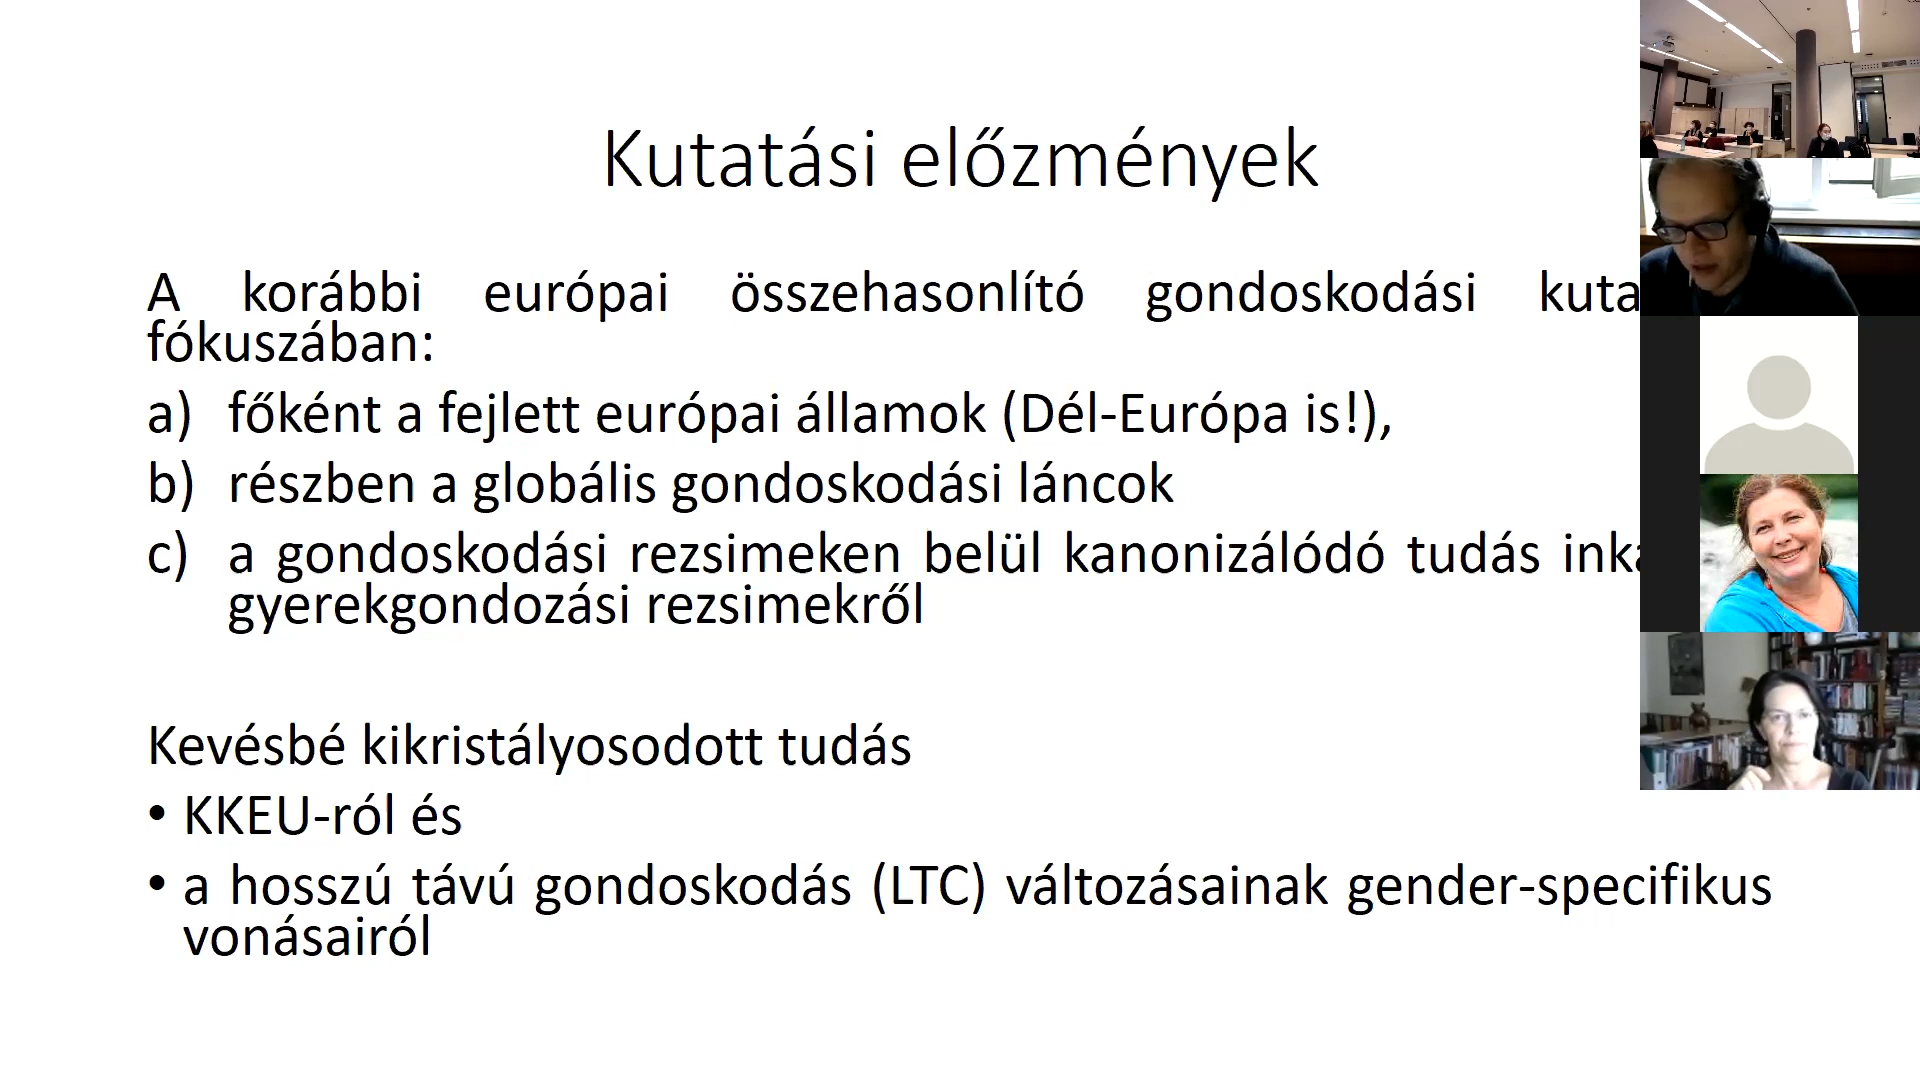 Kutatási előzmények
A korábbi európai összehasonlító gondoskodási
fókuszában:
a) főként a fejlett európai államok (Dél-Európa is!),
b) részben a globális gondoskodási láncok
c) a gondoskodási rezsimeken belül kanonizálódó tudás
gyerekgondozási rezsimekről
Kevésbé kikristályosodott tudás
• KKEU-ról és
• a hosszú távú gondoskodás (LTC) változásainak gender-specifikus
vonásairól